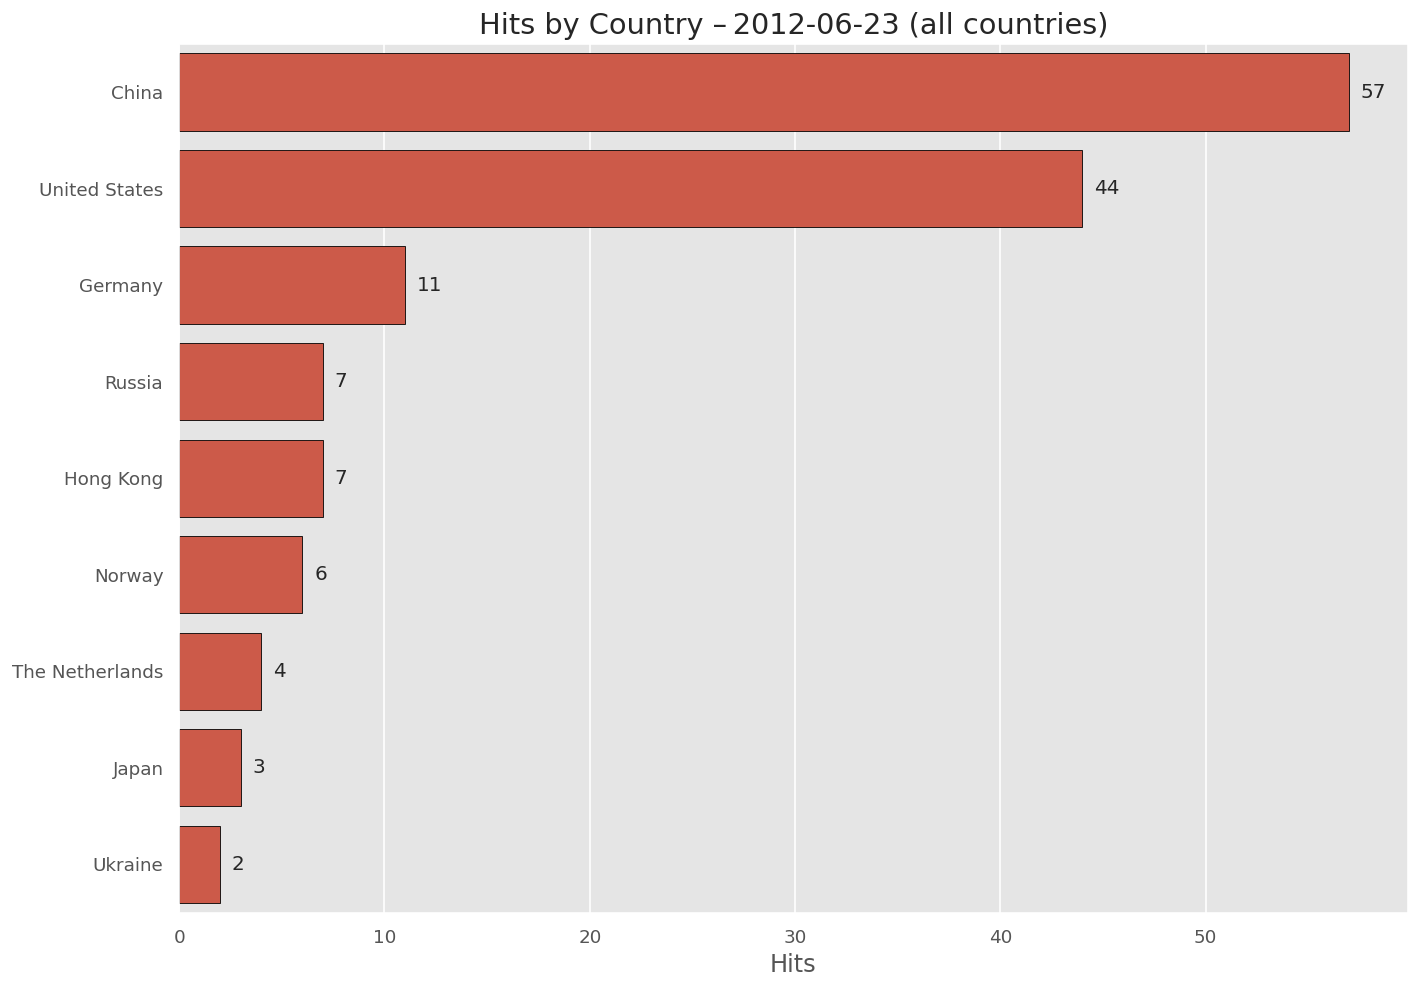 Hits by Country – 2012-06-23 (all countries)
China 57
United States 44
Germany 11
Russia 7
Hong Kong 7
Norway 6
The Netherlands 4
Japan 3
Ukraine 2
0 10 20 30 40 50
Hits